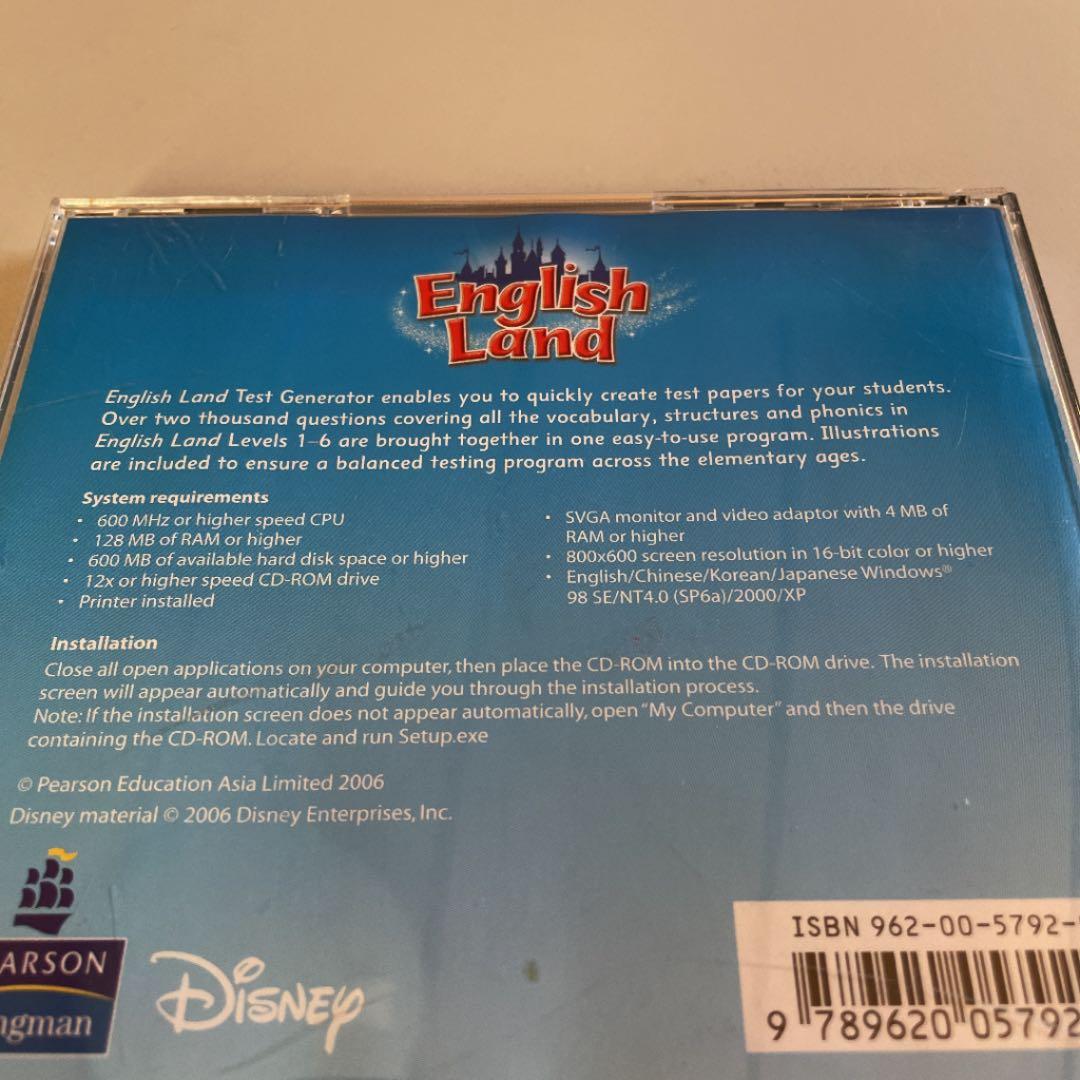 English
Land
English Land Test Generator enables you to quickly create test papers for your students.
Over two thousand questions covering all the vocabulary, structures and phonics in
English Land Levels 1–6 are brought together in one easy-to-use program. Illustrations
are included to ensure a balanced testing program across the elementary ages.
System requirements
• 600 MHz or higher speed CPU
• 128 MB of RAM or higher
• 600 MB of available hard disk space or higher
• 12x or higher speed CD-ROM drive
• Printer installed
• SVGA monitor and video adaptor with 4 MB of
RAM or higher
• 800x600 screen resolution in 16-bit color or higher
• English/Chinese/Korean/Japanese Windows®
98 SE/NT4.0 (SP6a)/2000/XP
Installation
Close all open applications on your computer, then place the CD-ROM into the CD-ROM drive. The installation
screen will appear automatically and guide you through the installation process.
Note: If the installation screen does not appear automatically, open "My Computer" and then the drive
containing the CD-ROM. Locate and run Setup.exe
© Pearson Education Asia Limited 2006
Disney material © 2006 Disney Enterprises, Inc.
ARSON
ngman
Disney
ISBN 962-00-5792-
9 789620 05792